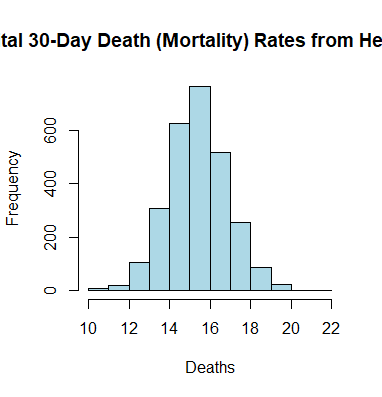 tal 30-Day Death (Mortality) Rates from He
Frequency
600
400
200
0
10 12 14 16 18 20 22
Deaths